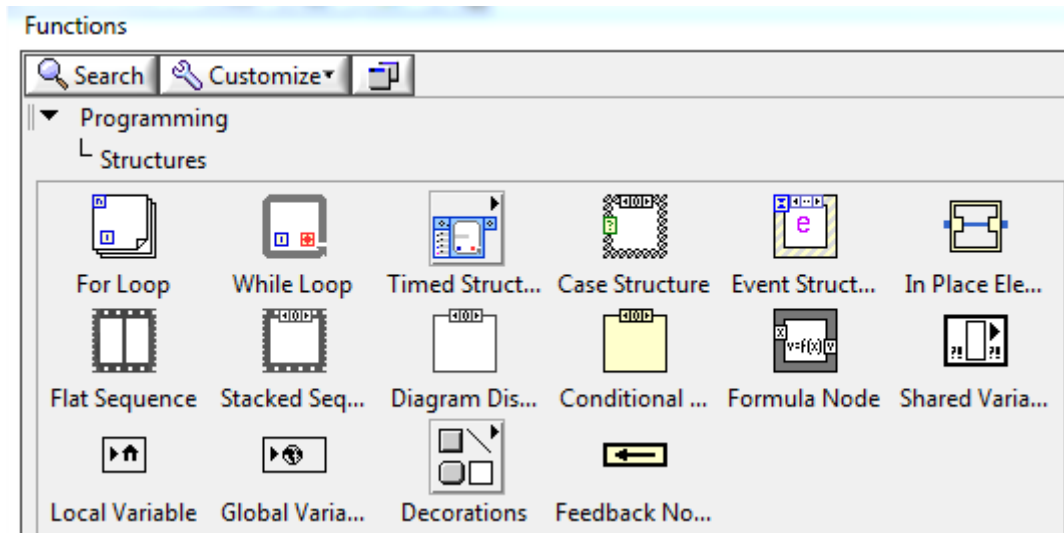 Functions
Search Customize
Programming
Structures
For Loop While Loop Timed Struct... Case Structure Event Struct... In Place Ele...
Flat Sequence Stacked Seq... Diagram Dis... Conditional ... Formula Node Shared Varia...
Local Variable Global Varia... Decorations Feedback No...